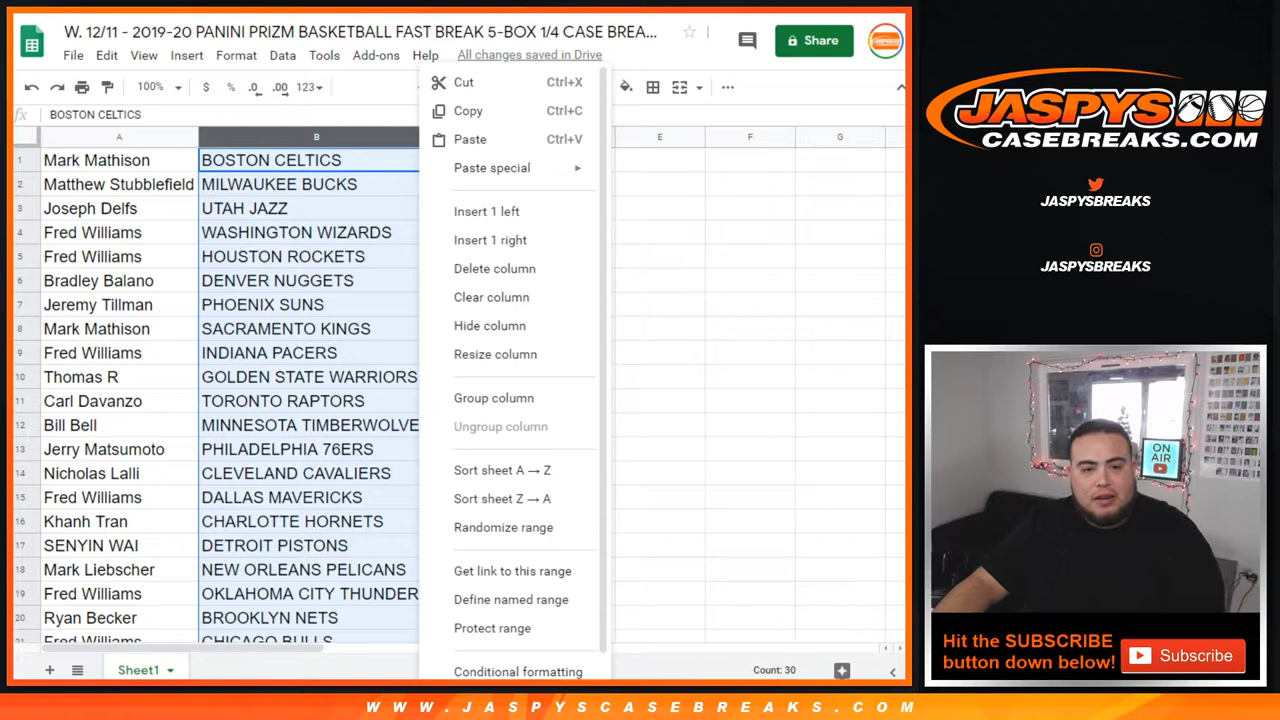 W. 12/11 - 2019-20 PANINI PRIZM BASKETBALL FAST BREAK 5-BOX 1/4 CASE BREA...
Share
File Edit View Insert Format Data Tools Add-ons Help All changes saved in Drive
100% $ % .0 .00 123
fx BOSTON CELTICS
A B E F G
1 Mark Mathison BOSTON CELTICS
2 Matthew Stubblefield MILWAUKEE BUCKS
3 Joseph Delfs UTAH JAZZ
4 Fred Williams WASHINGTON WIZARDS
5 Fred Williams HOUSTON ROCKETS
6 Bradley Balano DENVER NUGGETS
7 Jeremy Tillman PHOENIX SUNS
8 Mark Mathison SACRAMENTO KINGS
9 Fred Williams INDIANA PACERS
10 Thomas R GOLDEN STATE WARRIORS
11 Carl Davanzo TORONTO RAPTORS
12 Bill Bell MINNESOTA TIMBERWOLVE
13 Jerry Matsumoto PHILADELPHIA 76ERS
14 Nicholas Lalli CLEVELAND CAVALIERS
15 Fred Williams DALLAS MAVERICKS
16 Khanh Tran CHARLOTTE HORNETS
17 SENYIN WAI DETROIT PISTONS
18 Mark Liebscher NEW ORLEANS PELICANS
19 Fred Williams OKLAHOMA CITY THUNDER
20 Ryan Becker BROOKLYN NETS
21 Fred Williams CHICAGO BULLS
Cut Ctrl+X
Copy Ctrl+C
Paste Ctrl+V
Paste special
Insert 1 left
Insert 1 right
Delete column
Clear column
Hide column
Resize column
Group column
Ungroup column
Sort sheet A → Z
Sort sheet Z → A
Randomize range
Get link to this range
Define named range
Protect range
Conditional formatting
Sheet1
Count: 30
JASPYS
CASEBREAKS.COM
JASPYSBREAKS
JASPYSBREAKS
ON
AIR
Hit the SUBSCRIBE
button down below!
Subscribe
WWW.JASPYSCASEBREAKS.COM